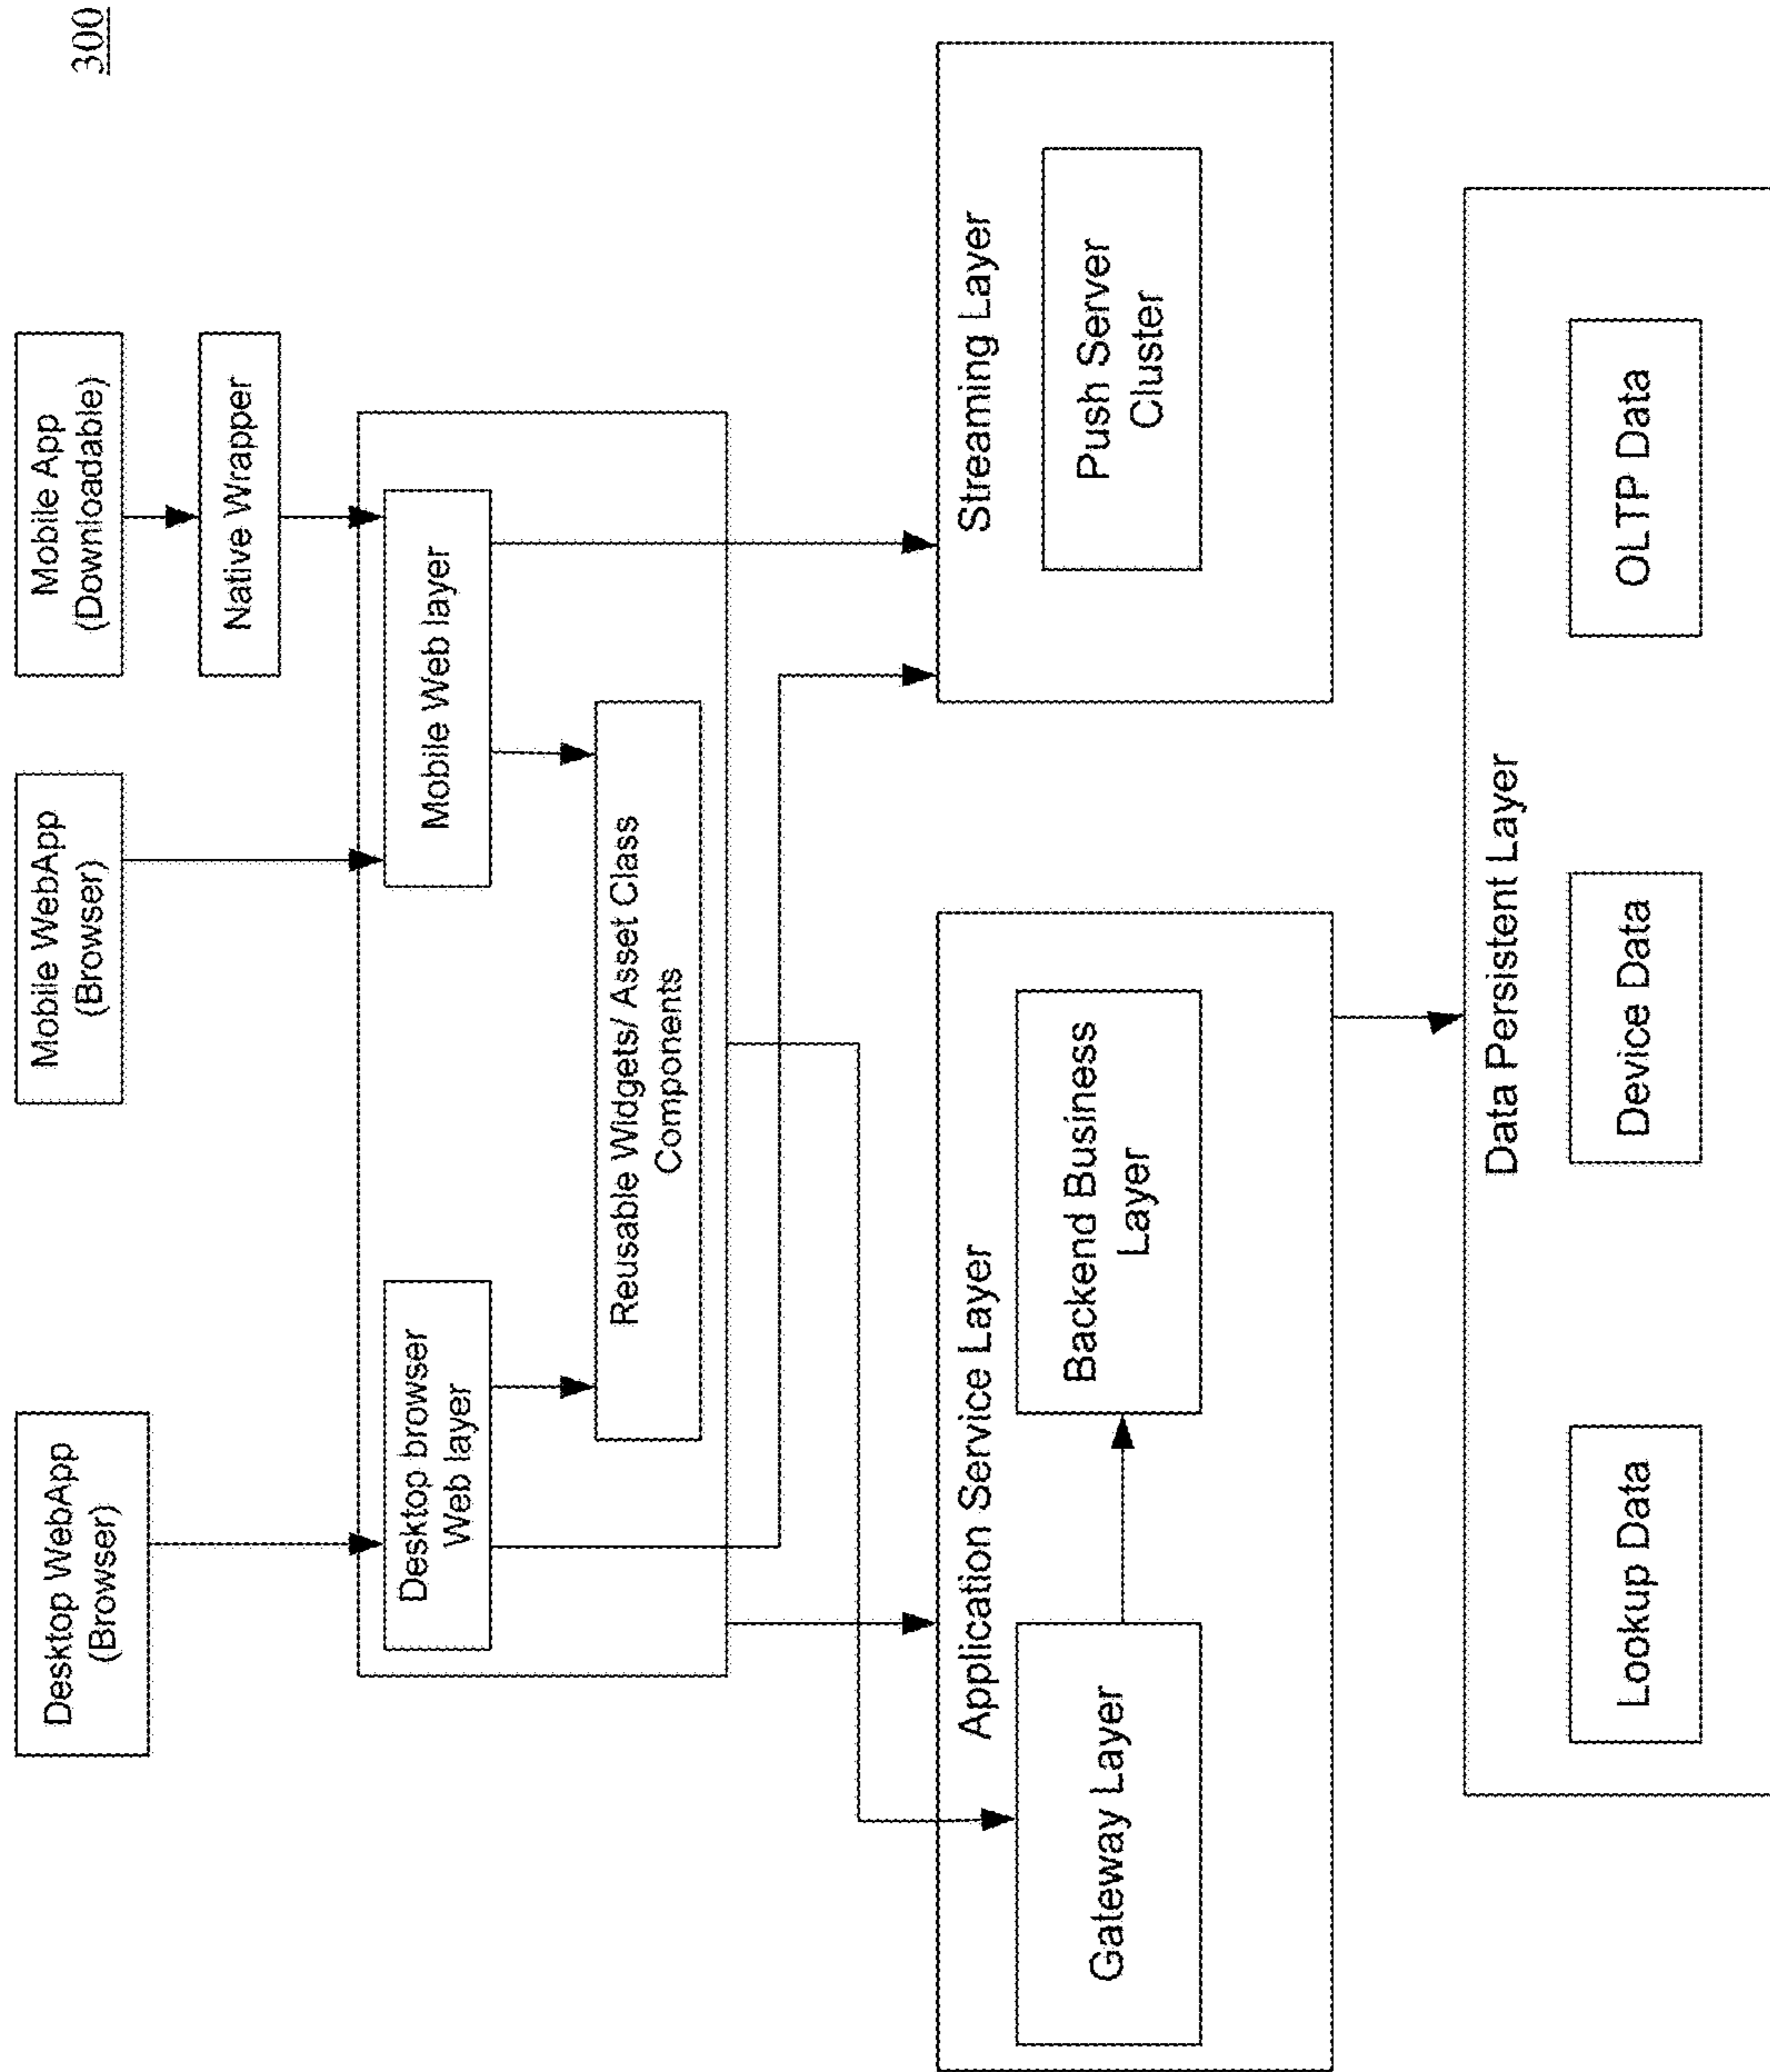 300
Desktop WebApp
(Browser)
Mobile WebApp
(Browser)
Mobile App
(Downloadable)
Native Wrapper
Desktop browser
Web layer
Mobile Web layer
Reusable Widgets/ Asset Class
Components
Application Service Layer
Gateway Layer
Backend Business
Layer
Streaming Layer
Push Server
Cluster
Data Persistent Layer
Lookup Data
Device Data
OLTP Data